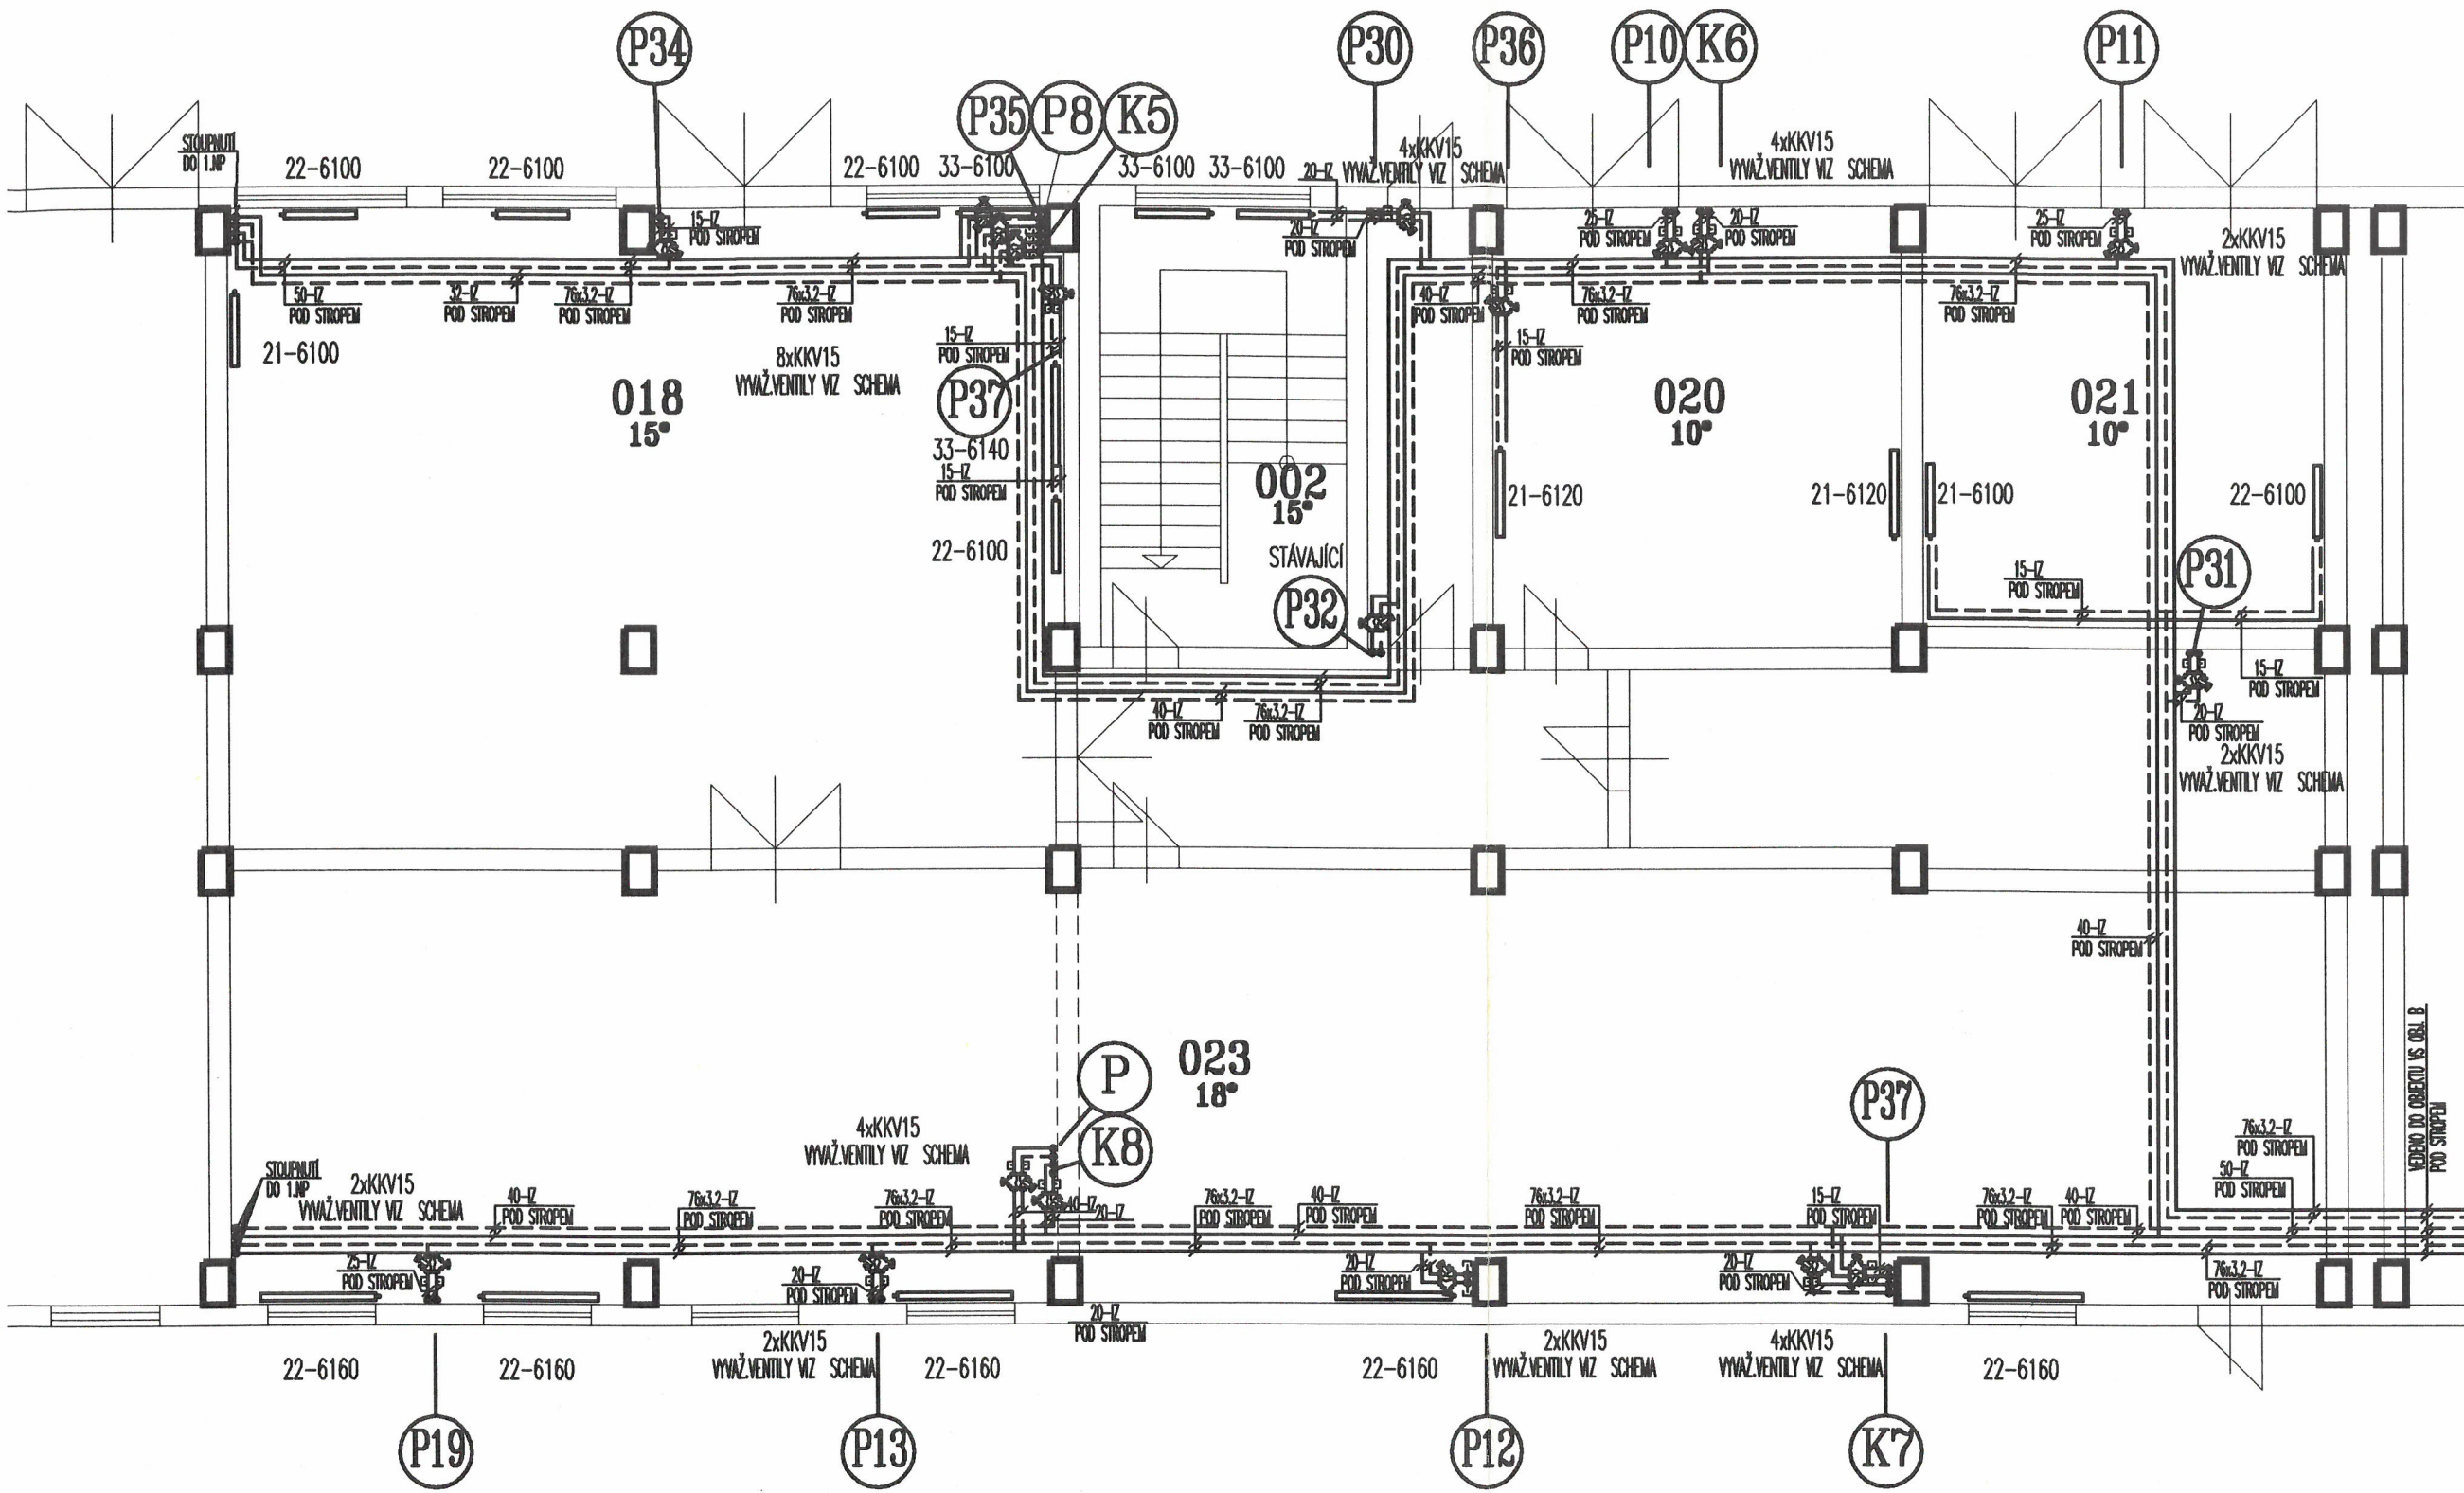 P34
P30
P36
P10
K6
P11
P35
P8
K5
STOUPNUTÍ
DO 1.NP
22-6100
22-6100
22-6100
33-6100
33-6100
33-6100
20-IZ
4xKKV15
VYVAŽ.VENTILY VIZ SCHEMA
4xKKV15
VYVAŽ.VENTILY VIZ SCHEMA
15-IZ
POD STROPEM
20-IZ
POD STROPEM
25-IZ
POD STROPEM
20-IZ
POD STROPEM
25-IZ
POD STROPEM
2xKKV15
VYVAŽ.VENTILY VIZ SCHEMA
50-IZ
POD STROPEM
32-IZ
POD STROPEM
76x3.2-IZ
POD STROPEM
76x3.2-IZ
POD STROPEM
40-IZ
POD STROPEM
76x3.2-IZ
POD STROPEM
76x3.2-IZ
POD STROPEM
21-6100
8xKKV15
VYVAŽ.VENTILY VIZ SCHEMA
15-IZ
POD STROPEM
15-IZ
POD STROPEM
018
15°
P37
33-6140
15-IZ
POD STROPEM
22-6100
002
15°
STÁVAJÍCÍ
P32
020
10°
021
10°
21-6120
21-6120
21-6100
22-6100
P31
15-IZ
POD STROPEM
15-IZ
POD STROPEM
20-IZ
POD STROPEM
2xKKV15
VYVAŽ.VENTILY VIZ SCHEMA
40-IZ
POD STROPEM
76x3.2-IZ
POD STROPEM
40-IZ
POD STROPEM
VEDENO DO OBJEKTU VS OBJ. B
POD STROPEM
023
18°
P
K8
P37
4xKKV15
VYVAŽ.VENTILY VIZ SCHEMA
STOUPNUTÍ
DO 1.NP
2xKKV15
VYVAŽ.VENTILY VIZ SCHEMA
40-IZ
POD STROPEM
76x3.2-IZ
POD STROPEM
76x3.2-IZ
POD STROPEM
40-IZ
20-IZ
76x3.2-IZ
POD STROPEM
40-IZ
POD STROPEM
76x3.2-IZ
POD STROPEM
15-IZ
POD STROPEM
76x3.2-IZ
POD STROPEM
40-IZ
POD STROPEM
76x3.2-IZ
POD STROPEM
50-IZ
POD STROPEM
25-IZ
POD STROPEM
20-IZ
POD STROPEM
20-IZ
POD STROPEM
20-IZ
POD STROPEM
20-IZ
POD STROPEM
76x3.2-IZ
POD STROPEM
22-6160
22-6160
2xKKV15
VYVAŽ.VENTILY VIZ SCHEMA
22-6160
22-6160
2xKKV15
VYVAŽ.VENTILY VIZ SCHEMA
4xKKV15
VYVAŽ.VENTILY VIZ SCHEMA
22-6160
P19
P13
P12
K7